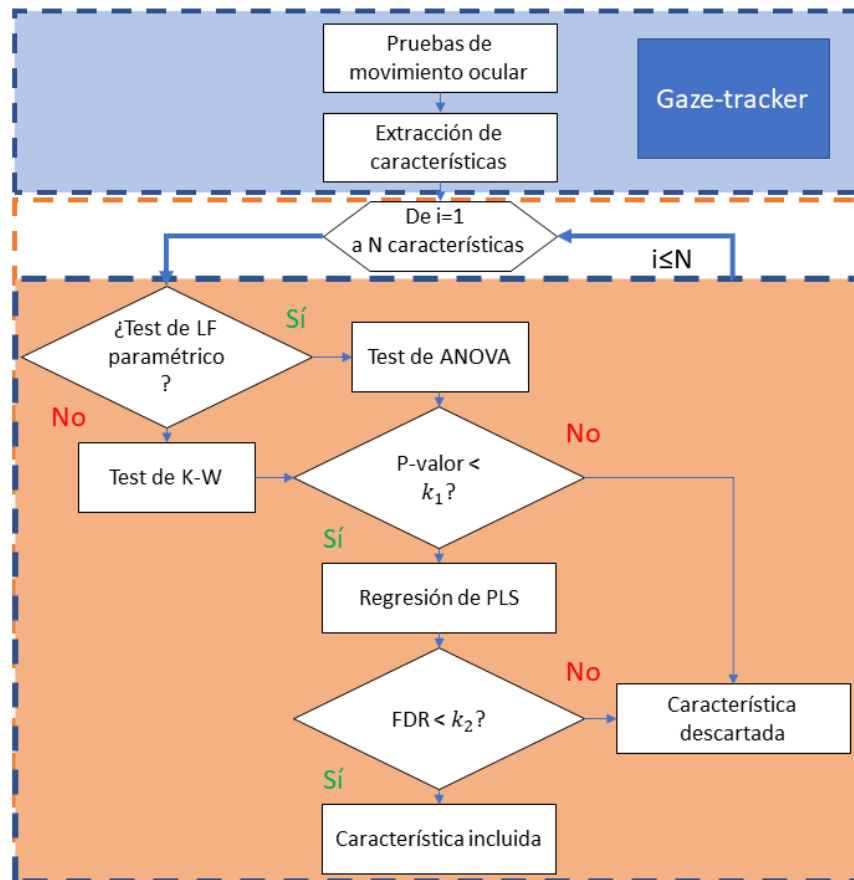 Pruebas de
movimiento ocular
Gaze-tracker
Extracción de
características
De i=1
a N características
i≤N
¿Test de LF
paramétrico
?
Sí
Test de ANOVA
No
Test de K-W
P-valor <
k₁?
No
Sí
Regresión de PLS
FDR < k₂?
No
Característica
descartada
Sí
Característica incluida